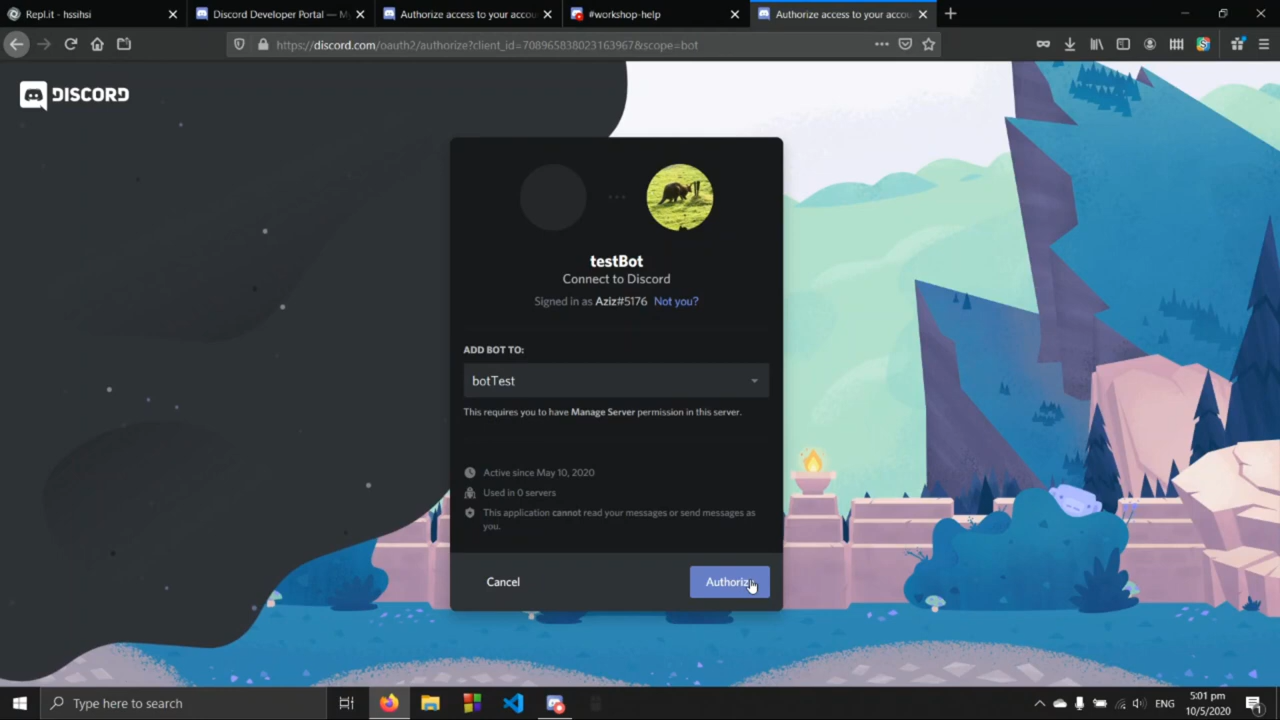 Repl.it - hssihsi
Discord Developer Portal — M
Authorize access to your accou
#workshop-help
Authorize access to your accou
https://discord.com/oauth2/authorize?client_id=708965838023163967&scope=bot
DISCORD
testBot
Connect to Discord
Signed in as Aziz#5176 Not you?
ADD BOT TO:
botTest
This requires you to have Manage Server permission in this server.
Active since May 10, 2020
Used in 0 servers
This application cannot read your messages or send messages as
you.
Cancel
Authorize
Type here to search
ENG
5:01 pm
10/5/2020
1